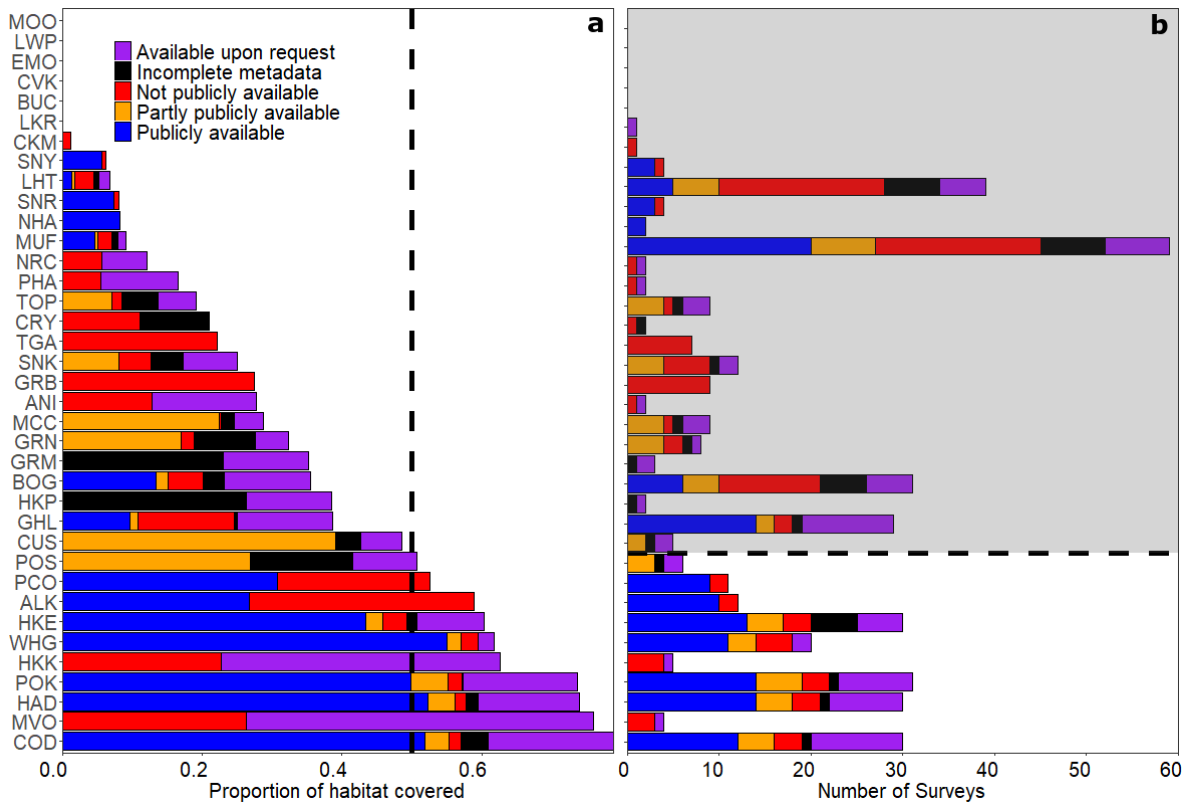 a
b
MOO
LWP
EMO
CVK
BUC
LKR
CKM
SNY
LHT
SNR
NHA
MUF
NRC
PHA
TOP
CRY
TGA
SNK
GRB
ANI
MCC
GRN
GRM
BOG
HKP
GHL
CUS
POS
PCO
ALK
HKE
WHG
HKK
POK
HAD
MVO
COD
Available upon request
Incomplete metadata
Not publicly available
Partly publicly available
Publicly available
0.0 0.2 0.4 0.6
Proportion of habitat covered
0 10 20 30 40 50 60
Number of Surveys